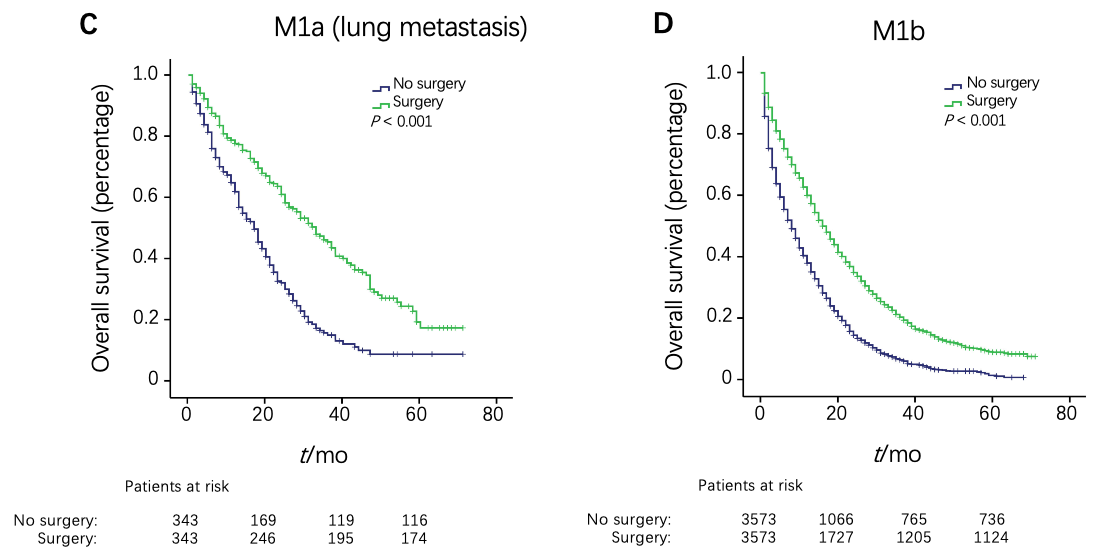 C
M1a (lung metastasis)
No surgery
Surgery
P < 0.001
Overall survival (percentage)
1.0
0.8
0.6
0.4
0.2
0
0 20 40 60 80
t/mo
Patients at risk
No surgery: 343 169 119 116
Surgery: 343 246 195 174
D
M1b
No surgery
Surgery
P < 0.001
Overall survival (percentage)
1.0
0.8
0.6
0.4
0.2
0
0 20 40 60 80
t/mo
Patients at risk
No surgery: 3573 1066 765 736
Surgery: 3573 1727 1205 1124